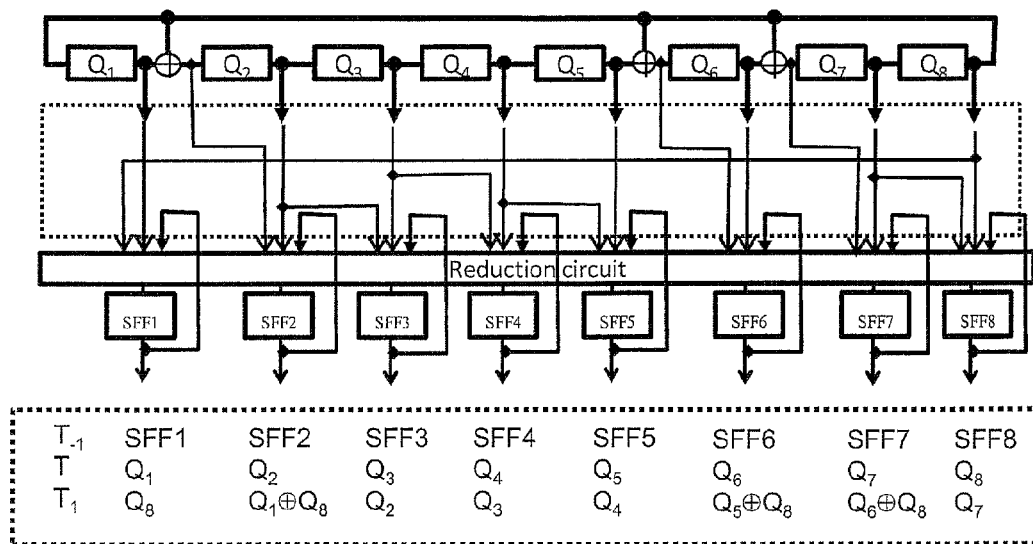 Q₁ ⊕ Q₂ Q₃ Q₄ Q₅ ⊕ Q₆ ⊕ Q₇ Q₈
Reduction circuit
SFF1 SFF2 SFF3 SFF4 SFF5 SFF6 SFF7 SFF8
T₋₁ SFF1 SFF2 SFF3 SFF4 SFF5 SFF6 SFF7 SFF8
T Q₁ Q₂ Q₃ Q₄ Q₅ Q₆ Q₇ Q₈
T₁ Q₈ Q₁⊕Q₈ Q₂ Q₃ Q₄ Q₅⊕Q₈ Q₆⊕Q₈ Q₇